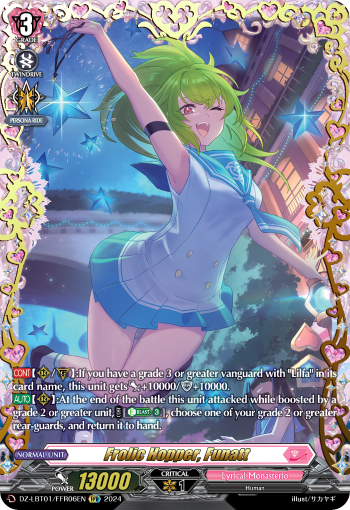 3
GRADE
TWINDRIVE
PERSONA RIDE
CONT【 / 】:If you have a grade 3 or greater vanguard with "Lilfa" in its
card name, this unit gets +10000/ +10000.
AUTO【 】:At the end of the battle this unit attacked while boosted by a
grade 2 or greater unit, [ BLAST 3 ], choose one of your grade 2 or greater
rear-guards, and return it to hand.
NORMAL UNIT
Frolic Hopper, Fumatt
Lyrical Monasterio
Human
POWER 13000
CRITICAL
1
DZ-LBT01/FFR06EN FFR 2024
illust/サカヤギ